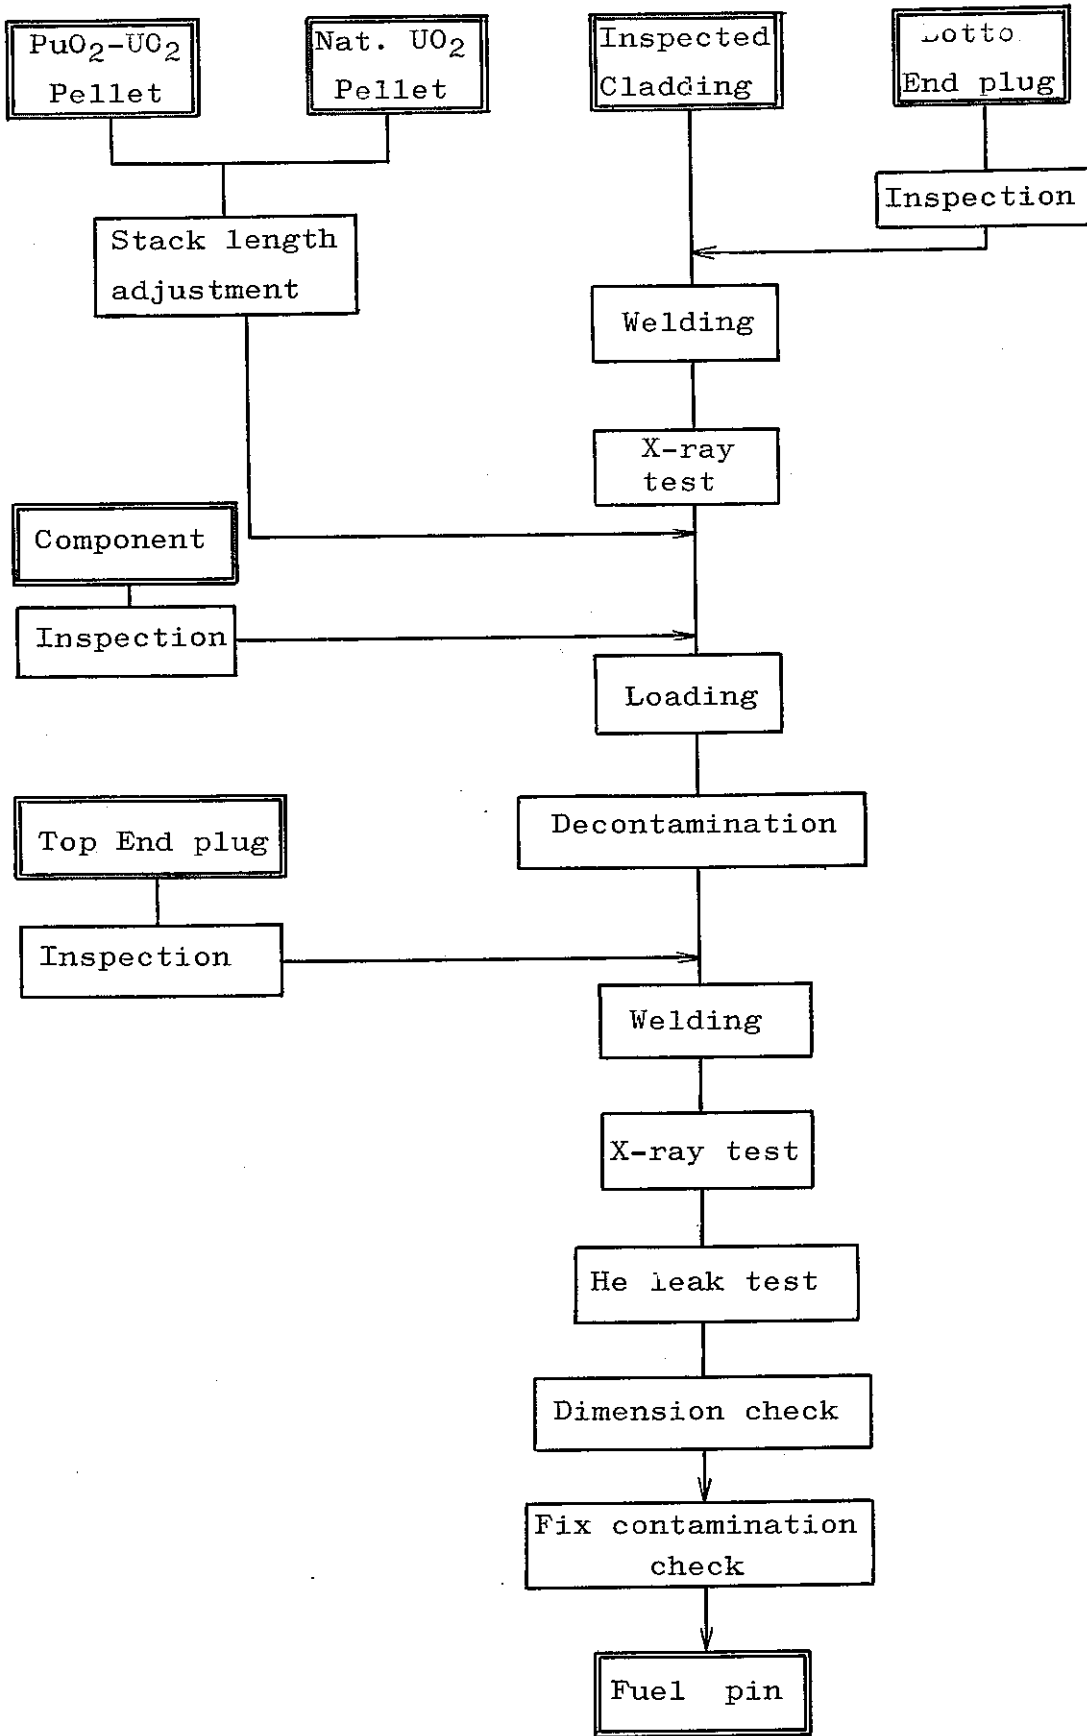 PuO2-UO2
Pellet
Nat. UO2
Pellet
Inspected
Cladding
End plug
Inspection
Stack length
adjustment
Welding
X-ray
test
Component
Inspection
Loading
Decontamination
Top End plug
Inspection
Welding
X-ray test
He leak test
Dimension check
Fix contamination
check
Fuel pin